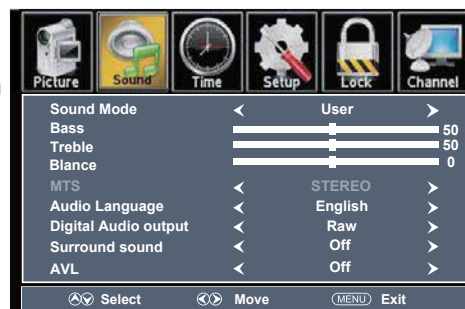 Picture Sound Time Setup Lock Channel
Sound Mode User
Bass 50
Treble 50
Blance 0
MTS STEREO
Audio Language English
Digital Audio output Raw
Surround sound Off
AVL Off
Select Move MENU Exit